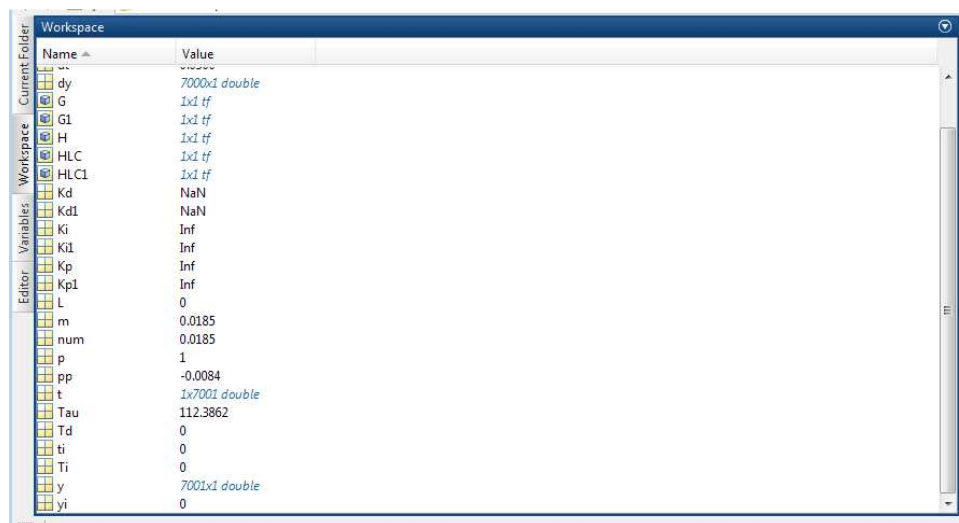 Workspace
Name Value
dy 7000x1 double
G 1x1 tf
G1 1x1 tf
H 1x1 tf
HLC 1x1 tf
HLC1 1x1 tf
Kd NaN
Kd1 NaN
Ki Inf
Ki1 Inf
Kp Inf
Kp1 Inf
L 0
m 0.0185
num 0.0185
p 1
pp -0.0084
t 1x7001 double
Tau 112.3862
Td 0
ti 0
Ti 0
y 7001x1 double
yi 0
Current Folder
Workspace
Variables
Editor